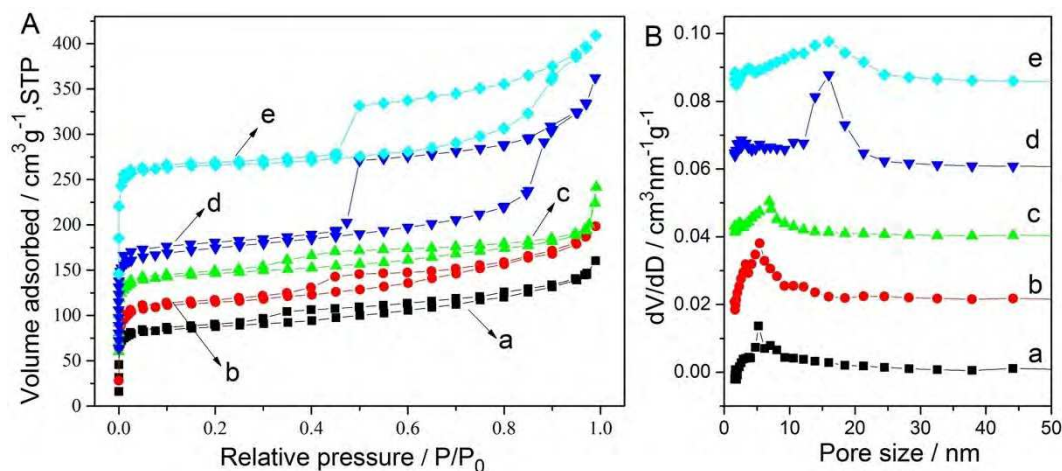 A
Volume adsorbed / cm³g⁻¹,STP
400
350
300
250
200
150
100
50
0
e
d
c
b
a
0.0 0.2 0.4 0.6 0.8 1.0
Relative pressure / P/P₀
B
dV/dD / cm³nm⁻¹g⁻¹
0.10
0.08
0.06
0.04
0.02
0.00
e
d
c
b
a
0 10 20 30 40 50
Pore size / nm